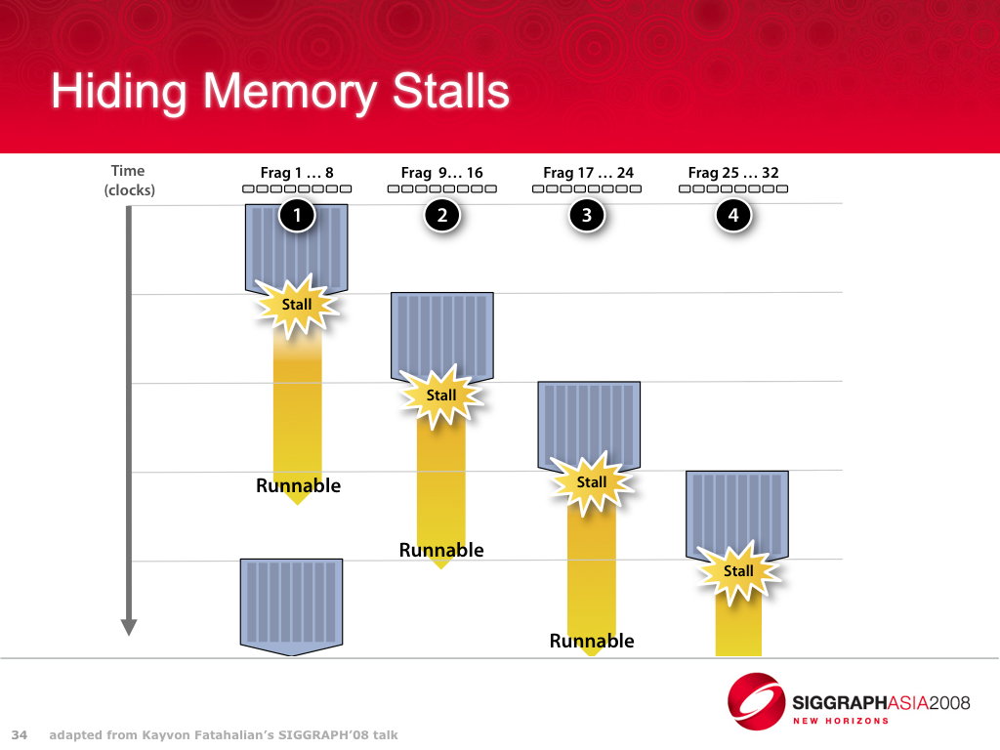 Hiding Memory Stalls
Time
(clocks)
Frag 1 … 8
Frag 9… 16
Frag 17 … 24
Frag 25 … 32
1
2
3
4
Stall
Stall
Stall
Runnable
Runnable
Stall
Runnable
SIGGRAPHASIA2008
NEW HORIZONS
34 adapted from Kayvon Fatahalian’s SIGGRAPH’08 talk